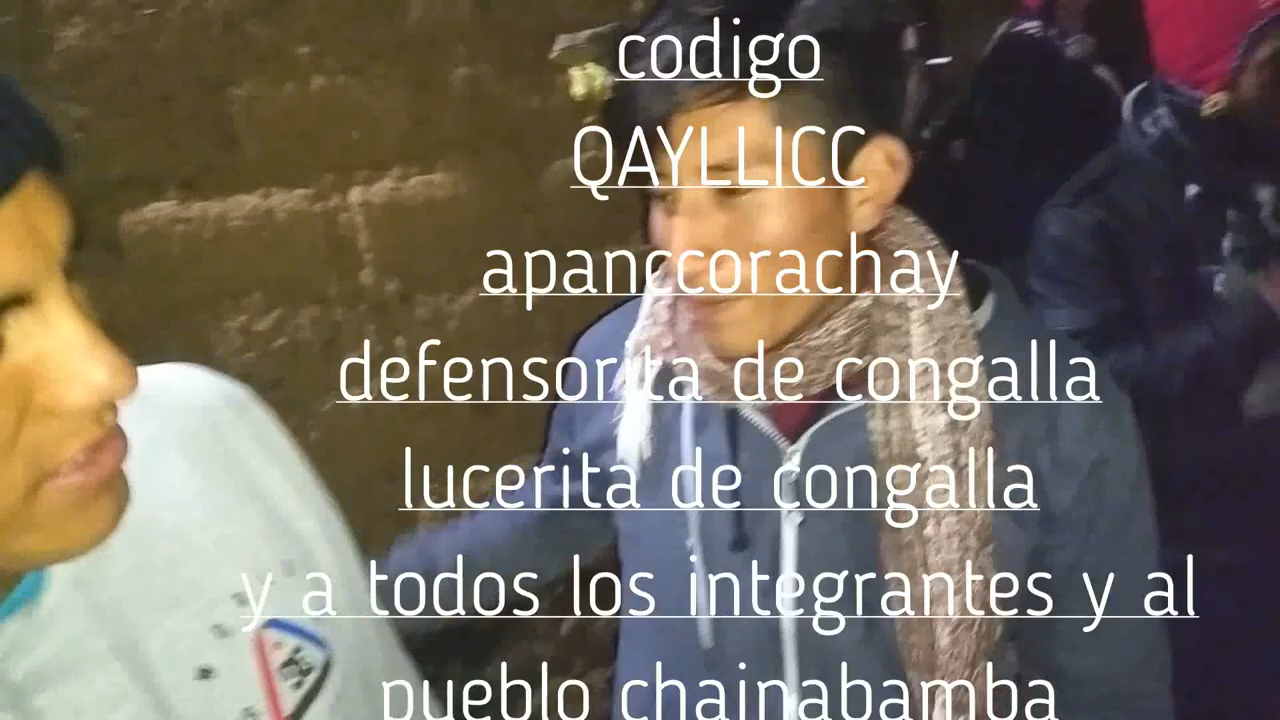 codigo
QAYLLICC
apanccorachay
defensorita de congalla
lucerita de congalla
y a todos los integrantes y al
pueblo chainabamba